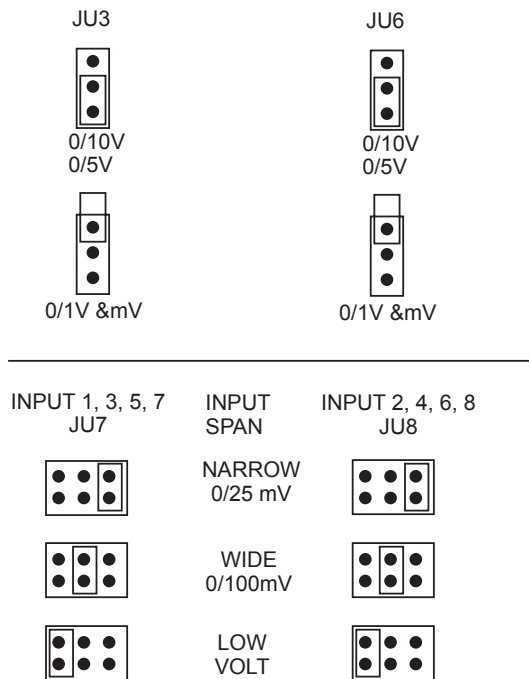 JU3
JU6
0/10V
0/5V
0/10V
0/5V
0/1V &mV
0/1V &mV
INPUT 1, 3, 5, 7
JU7
INPUT
SPAN
INPUT 2, 4, 6, 8
JU8
NARROW
0/25 mV
WIDE
0/100mV
LOW
VOLT